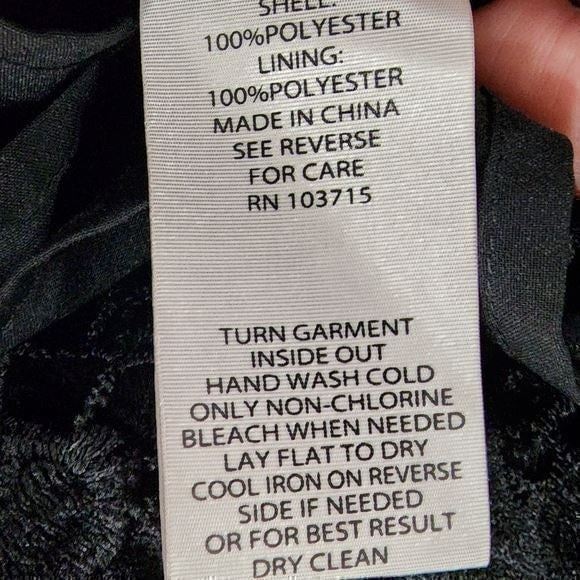 SHELL:
100%POLYESTER
LINING:
100%POLYESTER
MADE IN CHINA
SEE REVERSE
FOR CARE
RN 103715
TURN GARMENT
INSIDE OUT
HAND WASH COLD
ONLY NON-CHLORINE
BLEACH WHEN NEEDED
LAY FLAT TO DRY
COOL IRON ON REVERSE
SIDE IF NEEDED
OR FOR BEST RESULT
DRY CLEAN